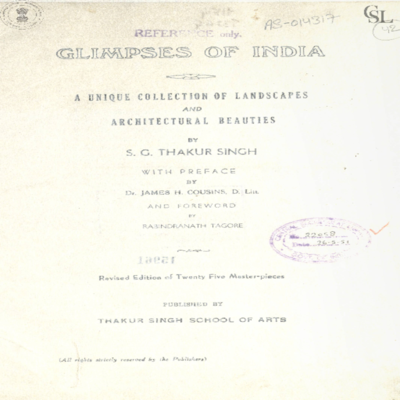 REFERENCE only.
AS-014317
CSL
GLIMPSES OF INDIA
A UNIQUE COLLECTION OF LANDSCAPES
AND
ARCHITECTURAL BEAUTIES
BY
S. G. THAKUR SINGH
WITH PREFACE
BY
Dr. JAMES H. COUSINS, D. Litt.
AND FOREWORD
BY
RABINDRANATH TAGORE
No. 22050
Revised Edition of Twenty Five Master-pieces
PUBLISHED BY
THAKUR SINGH SCHOOL OF ARTS
(All rights strictly reserved by the Publishers)